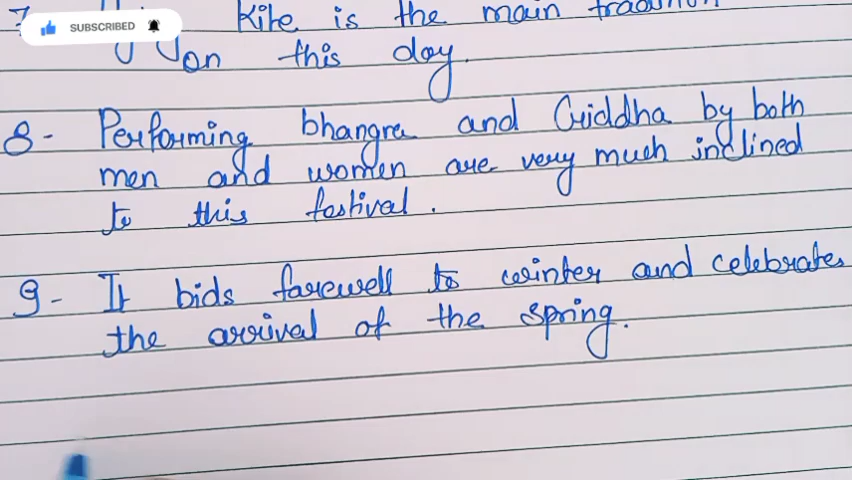 7
SUBSCRIBED
Kite is the main tradition
on this day.
8- Performing bhangra and Giddha by both
men and women are very much inclined
to this festival.
9- It bids farewell to winter and celebrates
the arrival of the spring.